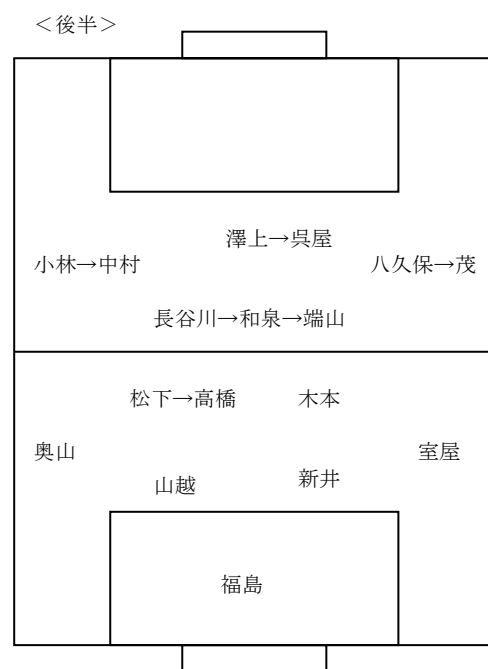 ＜後半＞
澤上→呉屋
小林→中村
八久保→茂
長谷川→和泉→端山
松下→高橋
木本
奥山
室屋
山越
新井
福島